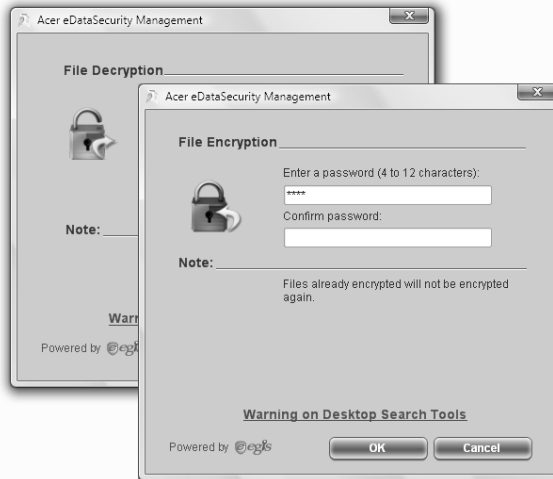 Acer eDataSecurity Management
File Decryption
Note:
Warn
Powered by egi
Acer eDataSecurity Management
File Encryption
Enter a password (4 to 12 characters):
****
Confirm password:
Note:
Files already encrypted will not be encrypted
again.
Warning on Desktop Search Tools
Powered by egis
OK
Cancel